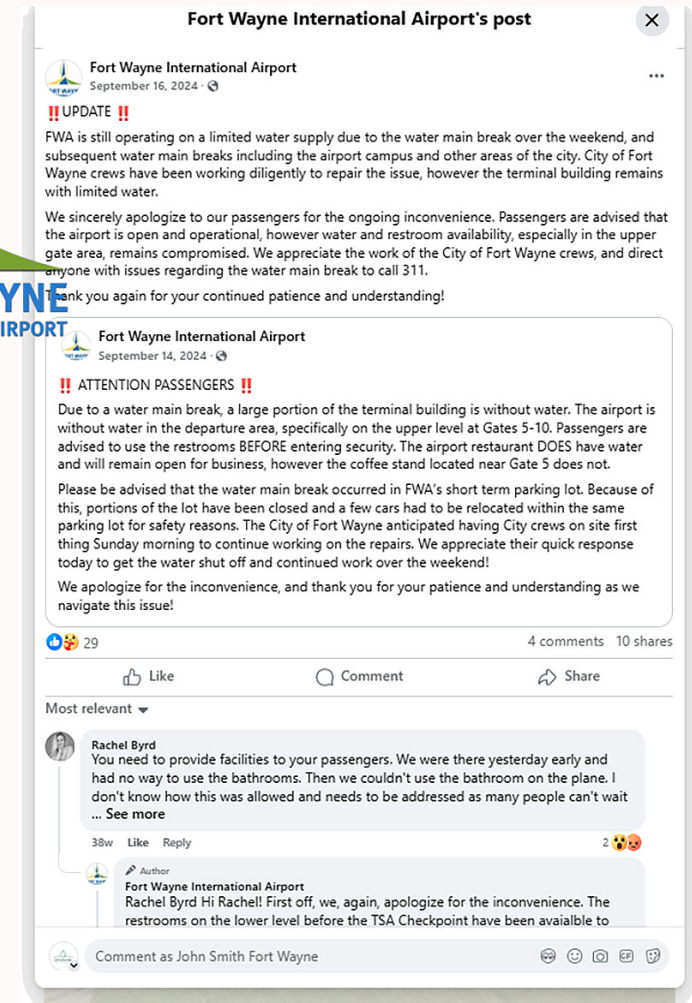 Fort Wayne International Airport's post
Fort Wayne International Airport
September 16, 2024 ·
‼️UPDATE ‼️
FWA is still operating on a limited water supply due to the water main break over the weekend, and
subsequent water main breaks including the airport campus and other areas of the city. City of Fort
Wayne crews have been working diligently to repair the issue, however the terminal building remains
with limited water.
We sincerely apologize to our passengers for the ongoing inconvenience. Passengers are advised that
the airport is open and operational, however water and restroom availability, especially in the upper
gate area, remains compromised. We appreciate the work of the City of Fort Wayne crews, and direct
anyone with issues regarding the water main break to call 311.
Thank you again for your continued patience and understanding!
YNE
IRPORT
Fort Wayne International Airport
September 14, 2024 ·
‼️ ATTENTION PASSENGERS ‼️
Due to a water main break, a large portion of the terminal building is without water. The airport is
without water in the departure area, specifically on the upper level at Gates 5-10. Passengers are
advised to use the restrooms BEFORE entering security. The airport restaurant DOES have water
and will remain open for business, however the coffee stand located near Gate 5 does not.
Please be advised that the water main break occurred in FWA's short term parking lot. Because of
this, portions of the lot have been closed and a few cars had to be relocated within the same
parking lot for safety reasons. The City of Fort Wayne anticipated having City crews on site first
thing Sunday morning to continue working on the repairs. We appreciate their quick response
today to get the water shut off and continued work over the weekend!
We apologize for the inconvenience, and thank you for your patience and understanding as we
navigate this issue!
29
4 comments 10 shares
Like Comment Share
Most relevant
Rachel Byrd
You need to provide facilities to your passengers. We were there yesterday early and
had no way to use the bathrooms. Then we couldn't use the bathroom on the plane. I
don't know how this was allowed and needs to be addressed as many people can't wait
... See more
38w Like Reply 2
Author
Fort Wayne International Airport
Rachel Byrd Hi Rachel! First off, we, again, apologize for the inconvenience. The
restrooms on the lower level before the TSA Checkpoint have been avaialble to
Comment as John Smith Fort Wayne